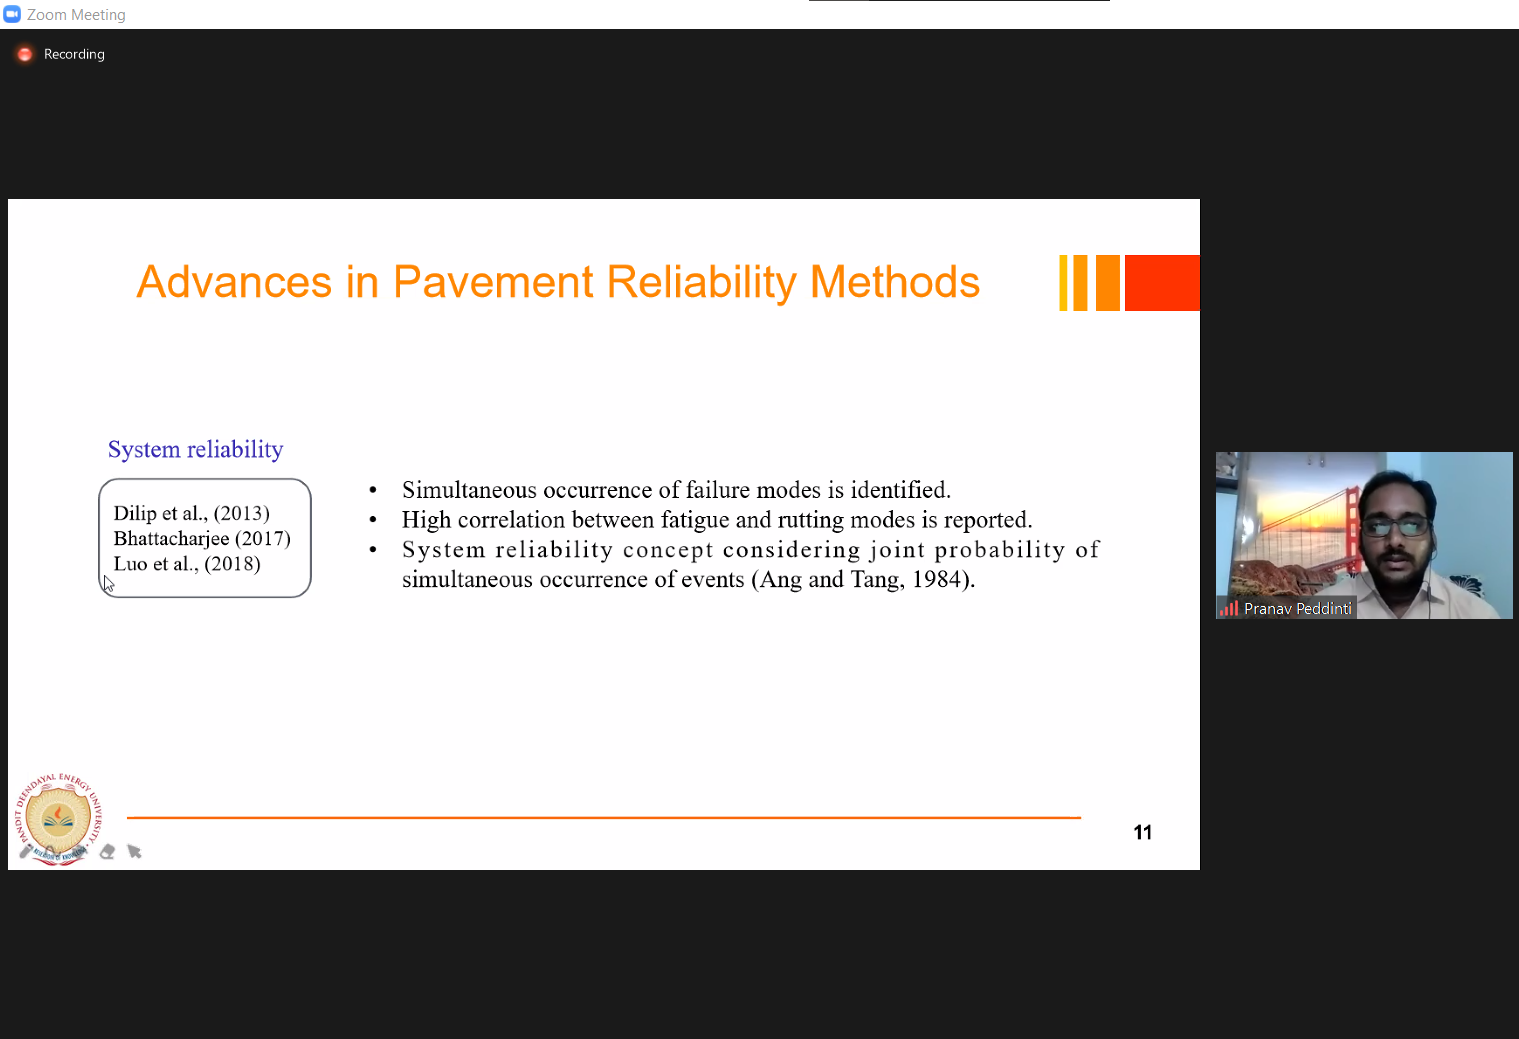 Zoom Meeting
Recording
Advances in Pavement Reliability Methods
System reliability
Dilip et al., (2013)
Bhattacharjee (2017)
Luo et al., (2018)
• Simultaneous occurrence of failure modes is identified.
• High correlation between fatigue and rutting modes is reported.
• System reliability concept considering joint probability of
simultaneous occurrence of events (Ang and Tang, 1984).
Pranav Peddinti
PANDIT DEENDAYAL ENERGY UNIVERSITY
11